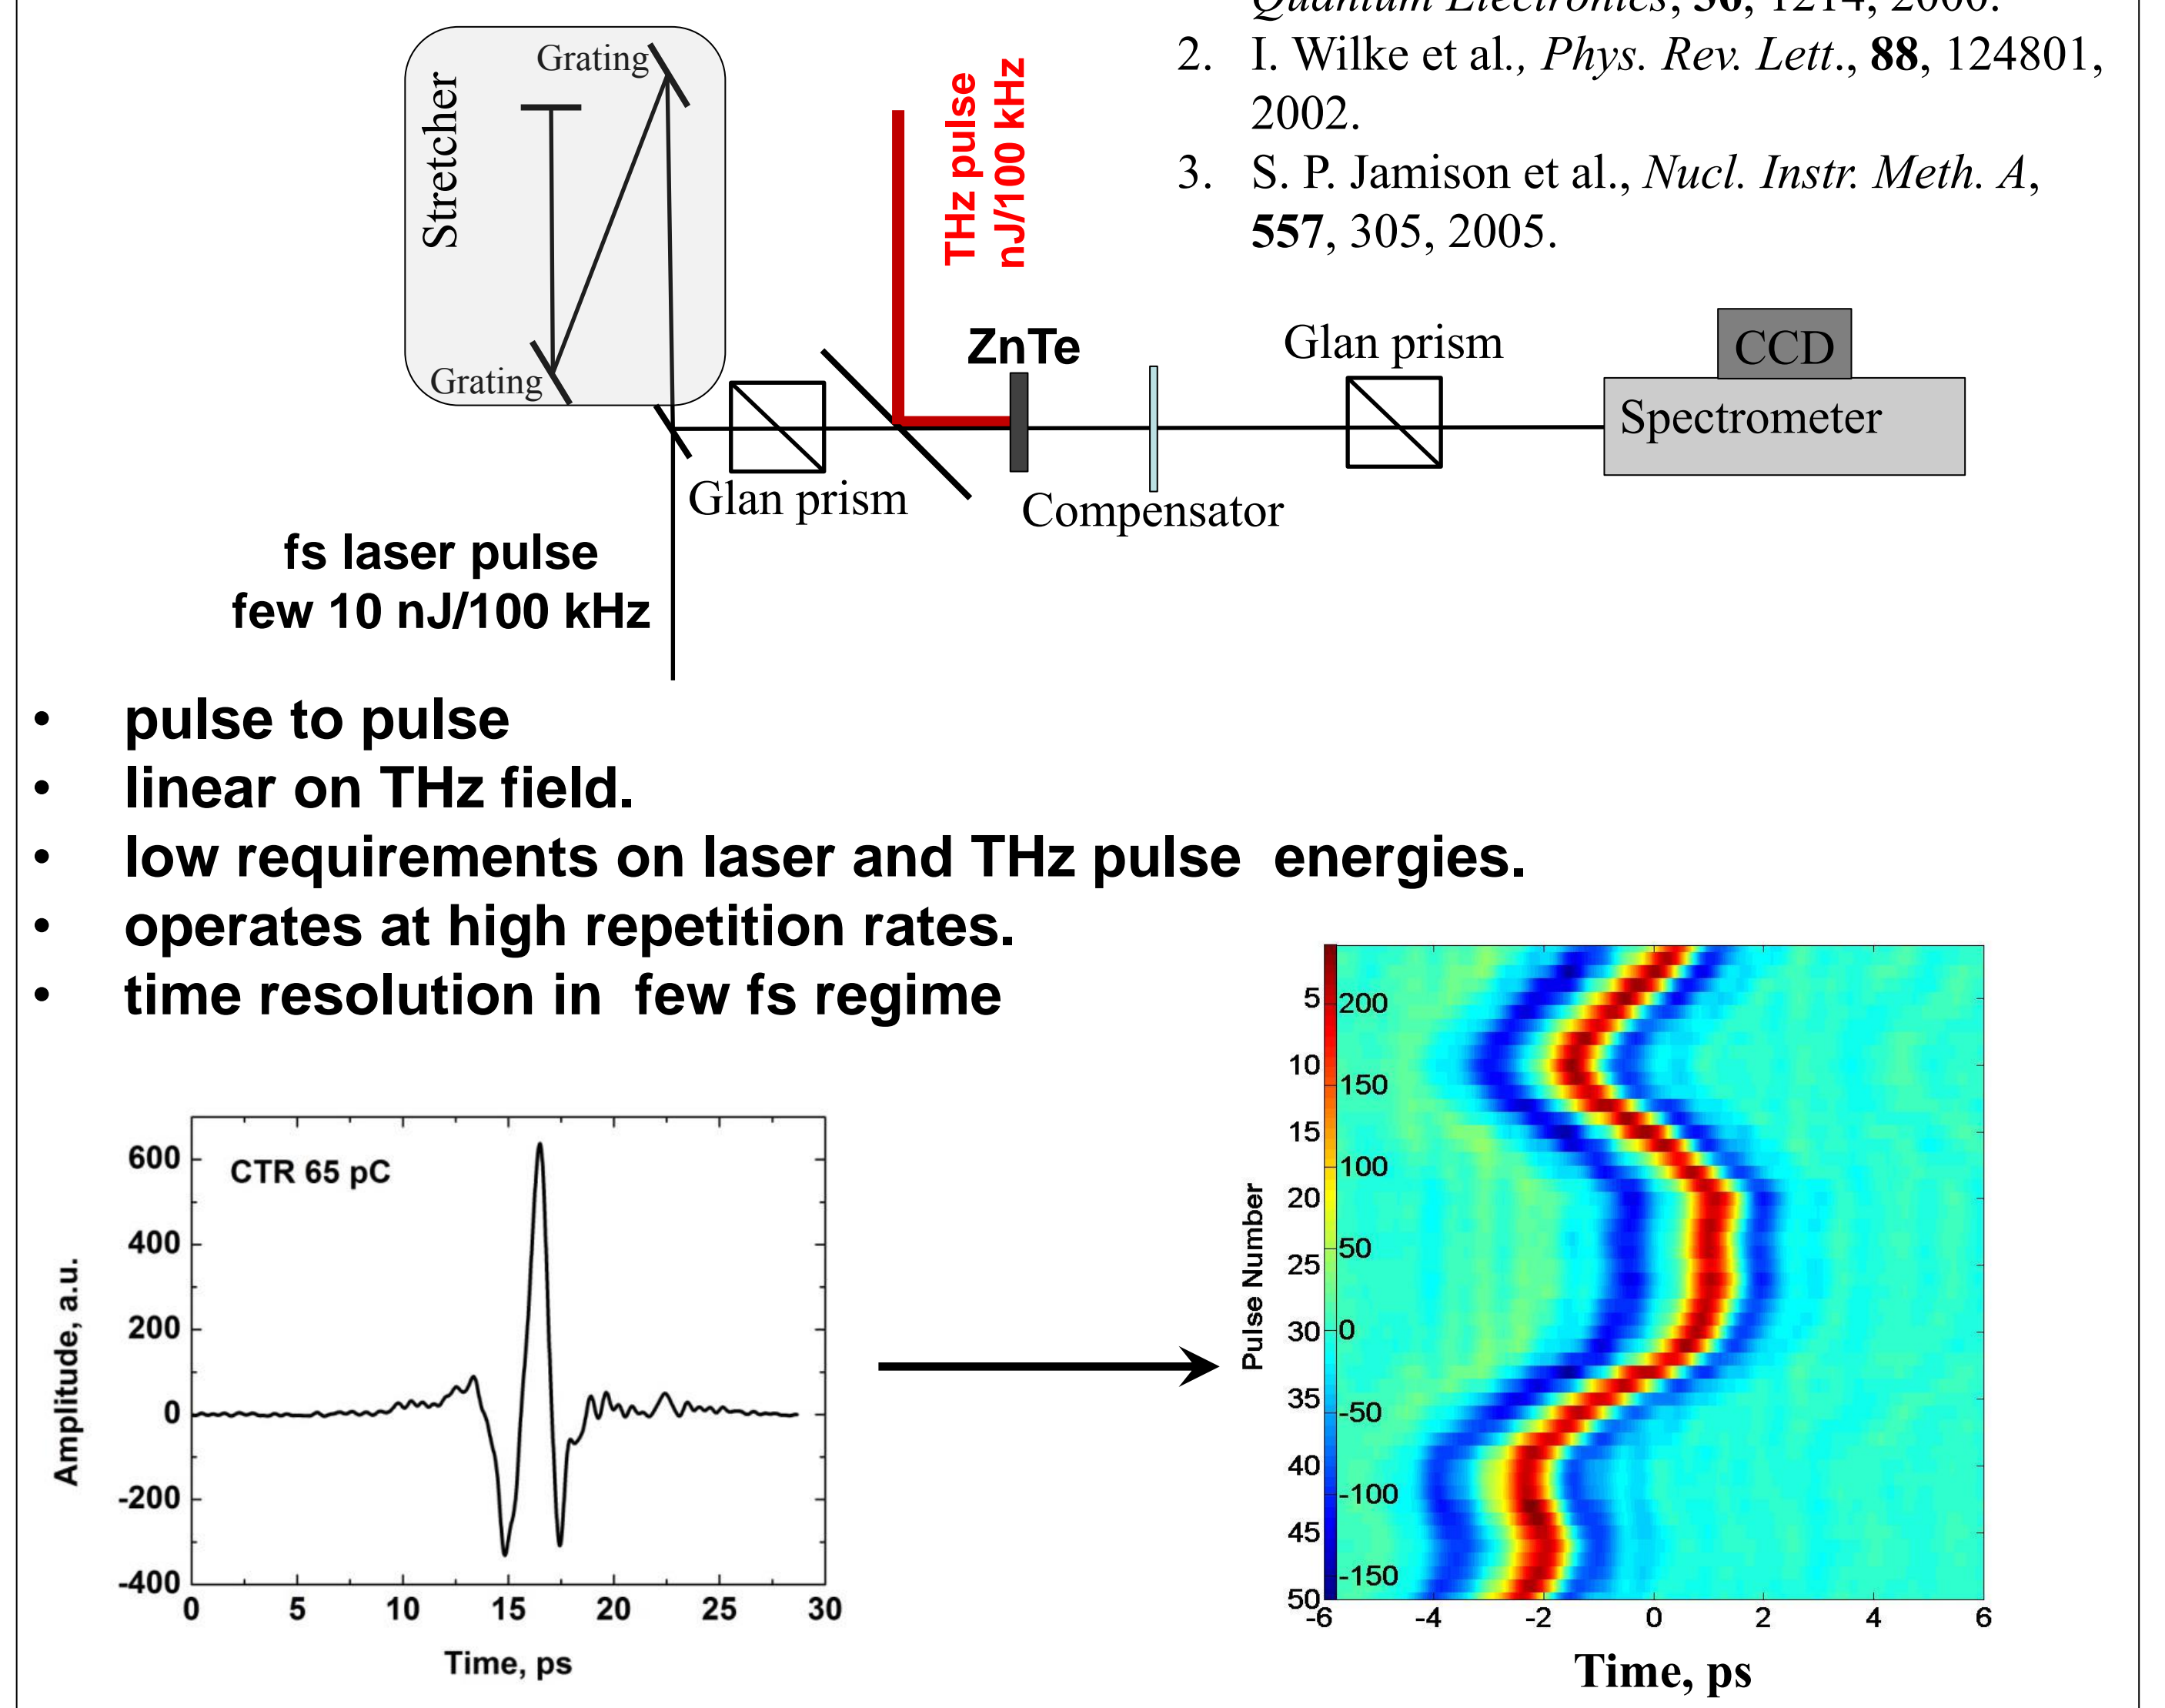 Quantum Electronics, 36, 1214, 2000.
2. I. Wilke et al., Phys. Rev. Lett., 88, 124801,
2002.
3. S. P. Jamison et al., Nucl. Instr. Meth. A,
557, 305, 2005.
Stretcher
Grating
Grating
THz pulse
nJ/100 kHz
ZnTe
Glan prism
CCD
Spectrometer
Glan prism
Compensator
fs laser pulse
few 10 nJ/100 kHz
• pulse to pulse
• linear on THz field.
• low requirements on laser and THz pulse energies.
• operates at high repetition rates.
• time resolution in few fs regime
CTR 65 pC
Amplitude, a.u.
600
400
200
0
-200
-400
0 5 10 15 20 25 30
Time, ps
Pulse Number
5
10
15
20
25
30
35
40
45
50
200
150
100
50
0
-50
-100
-150
-6 -4 -2 0 2 4 6
Time, ps